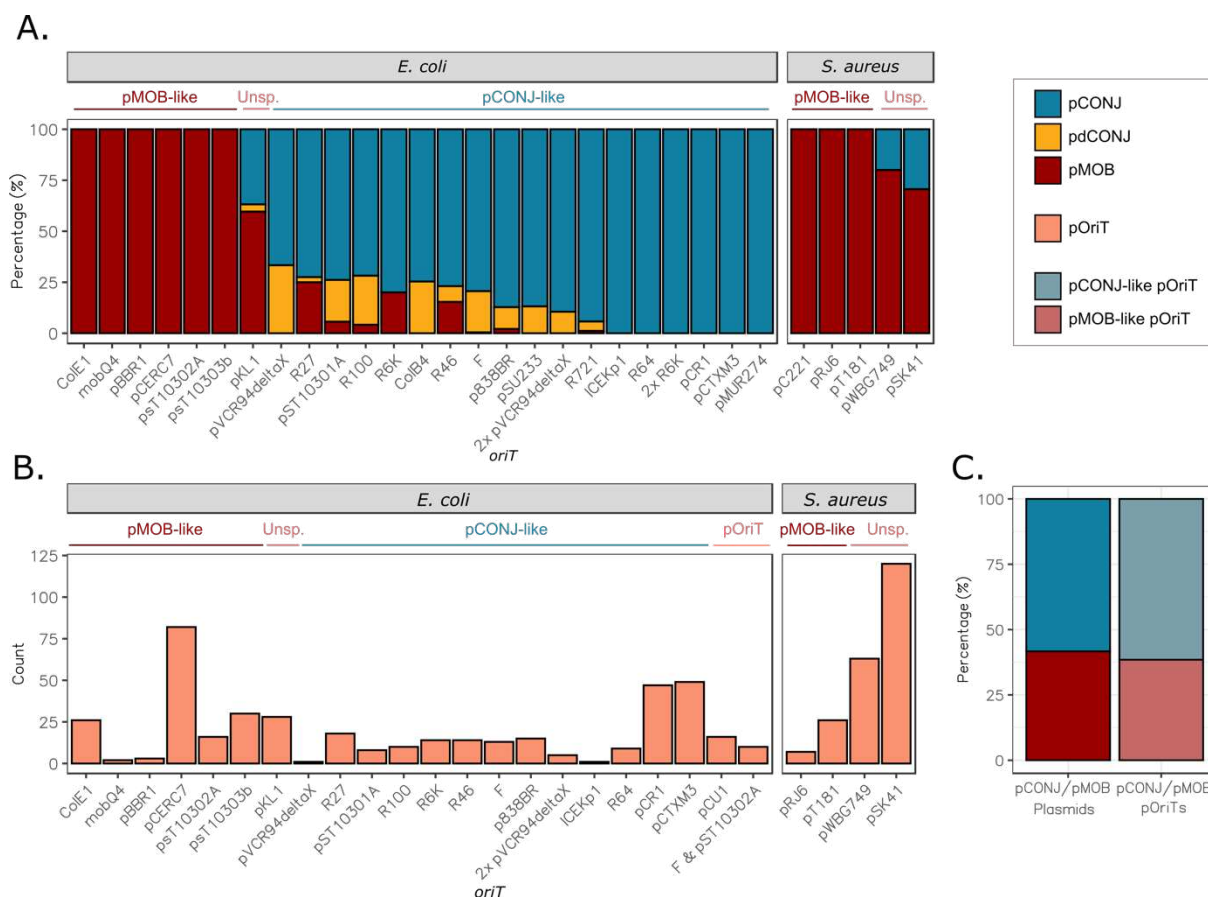 A.
E. coli
S. aureus
pMOB-like
Unsp.
pCONJ-like
pMOB-like
Unsp.
Percentage (%)
100
75
50
25
0
ColE1
mobQ4
pBBR1
pCERC7
psT10302A
psT10303b
pKL1
pVCR94deltaX
R27
pST10301A
R100
R6K
ColB4
R46
F
p838BR
pSU233
2x pVCR94deltaX
R721
ICEKp1
R64
2x R6K
pCR1
pCTXM3
pMUR274
pC221
pRJ6
pT181
pWBG749
pSK41
oriT
pCONJ
pdCONJ
pMOB
pOriT
pCONJ-like pOriT
pMOB-like pOriT
B.
E. coli
S. aureus
pMOB-like
Unsp.
pCONJ-like
pOriT
pMOB-like
Unsp.
Count
125
100
75
50
25
0
ColE1
mobQ4
pBBR1
pCERC7
psT10302A
psT10303b
pKL1
pVCR94deltaX
R27
pST10301A
R100
R6K
R46
F
p838BR
2x pVCR94deltaX
ICEKp1
R64
pCR1
pCTXM3
pCU1
F & pST10302A
pRJ6
pT181
pWBG749
pSK41
oriT
C.
Percentage (%)
100
75
50
25
0
pCONJ/pMOB
Plasmids
pCONJ/pMOB
pOriTs